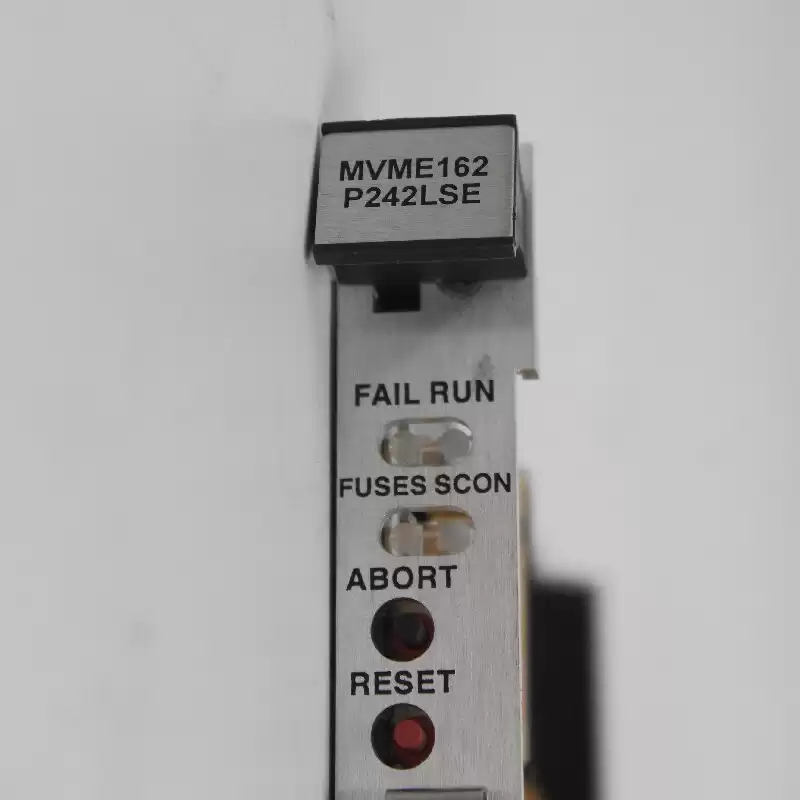 MVME162
P242LSE
FAIL RUN
FUSES SCON
ABORT
RESET